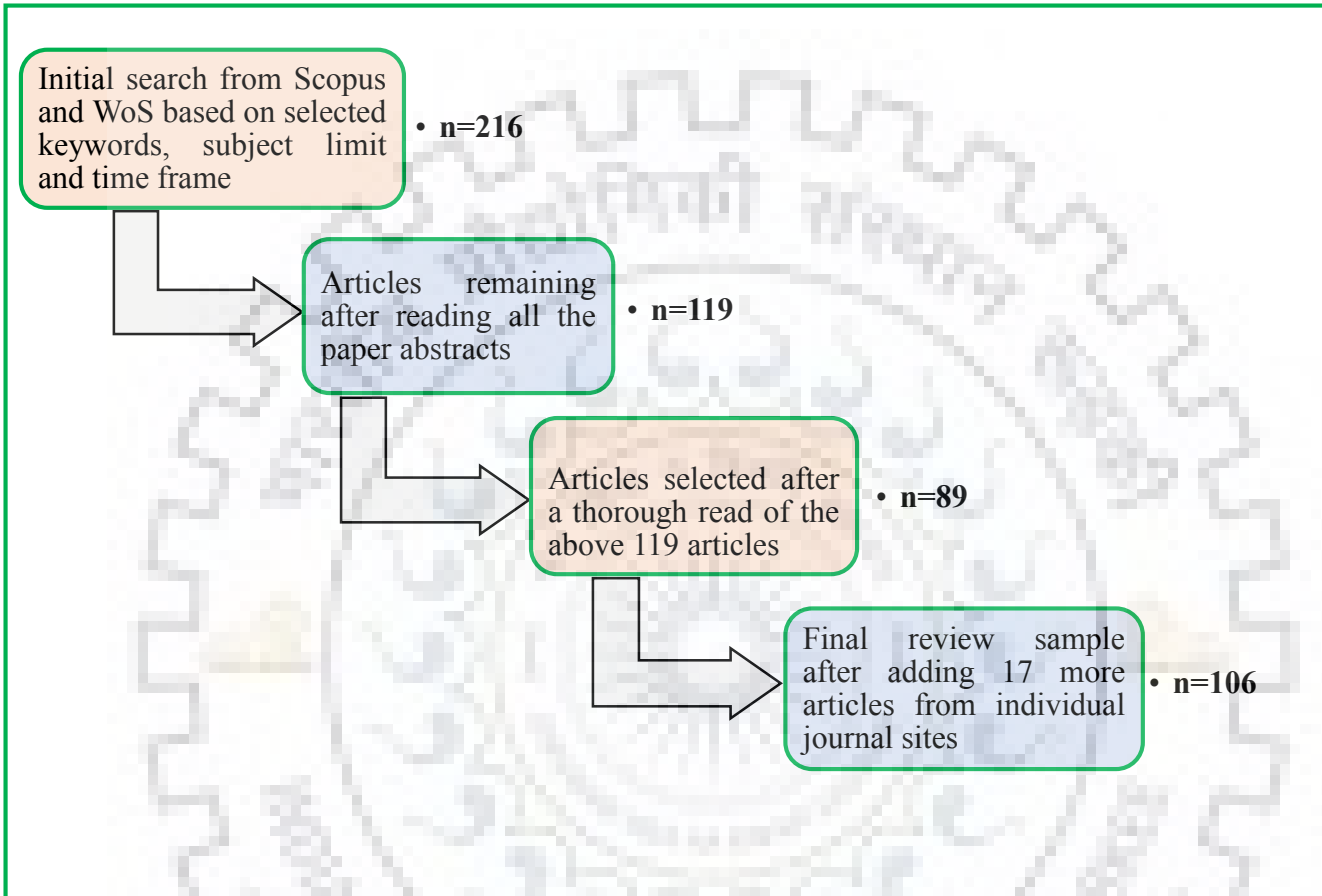 Initial search from Scopus
and WoS based on selected
keywords, subject limit
and time frame
• n=216
Articles remaining
after reading all the
paper abstracts
• n=119
Articles selected after
a thorough read of the
above 119 articles
• n=89
Final review sample
after adding 17 more
articles from individual
journal sites
• n=106